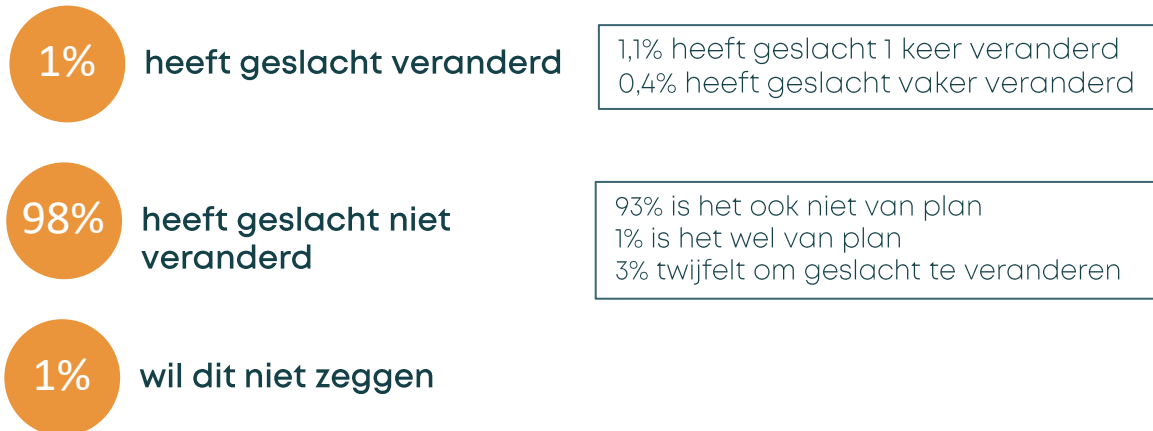 1%
heeft geslacht veranderd
1,1% heeft geslacht 1 keer veranderd
0,4% heeft geslacht vaker veranderd
98%
heeft geslacht niet
veranderd
93% is het ook niet van plan
1% is het wel van plan
3% twijfelt om geslacht te veranderen
1%
wil dit niet zeggen